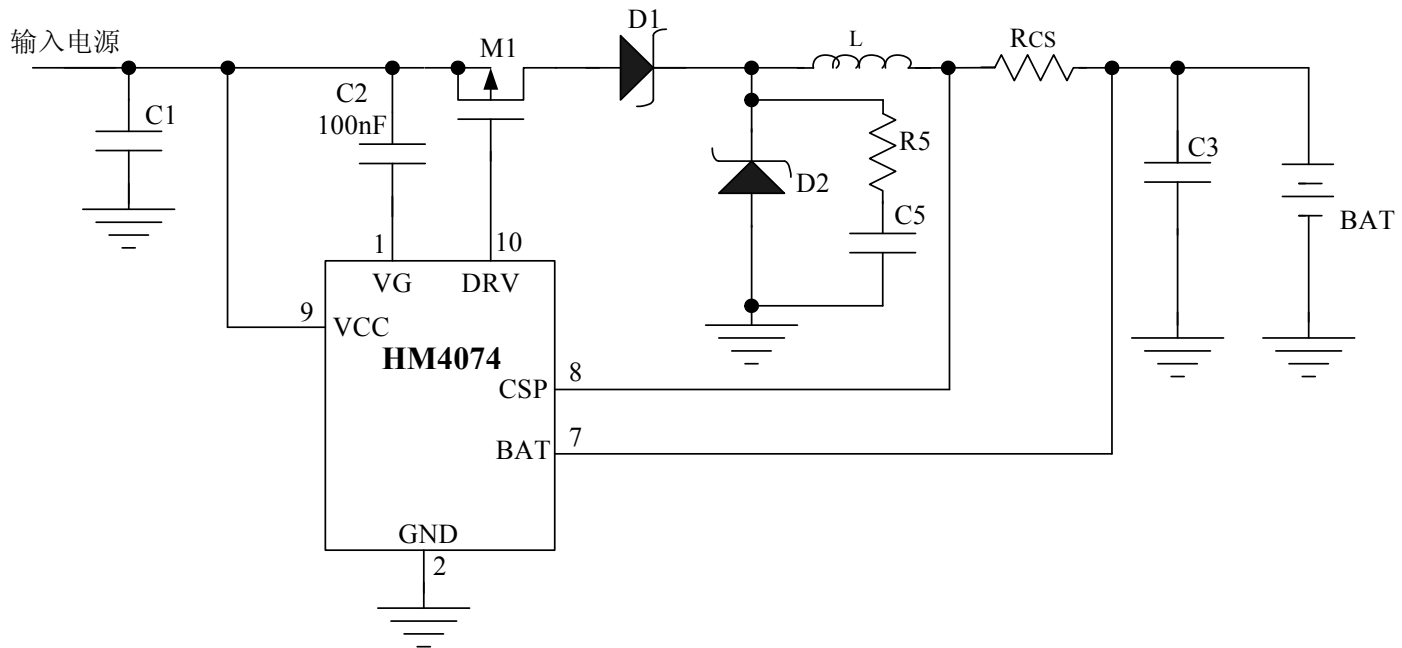 输入电源
D1
M1
L
RCS
C1
C2
100nF
R5
D2
C3
C5
BAT
1
10
VG
DRV
9
VCC
HM4074
CSP
8
BAT
7
GND
2